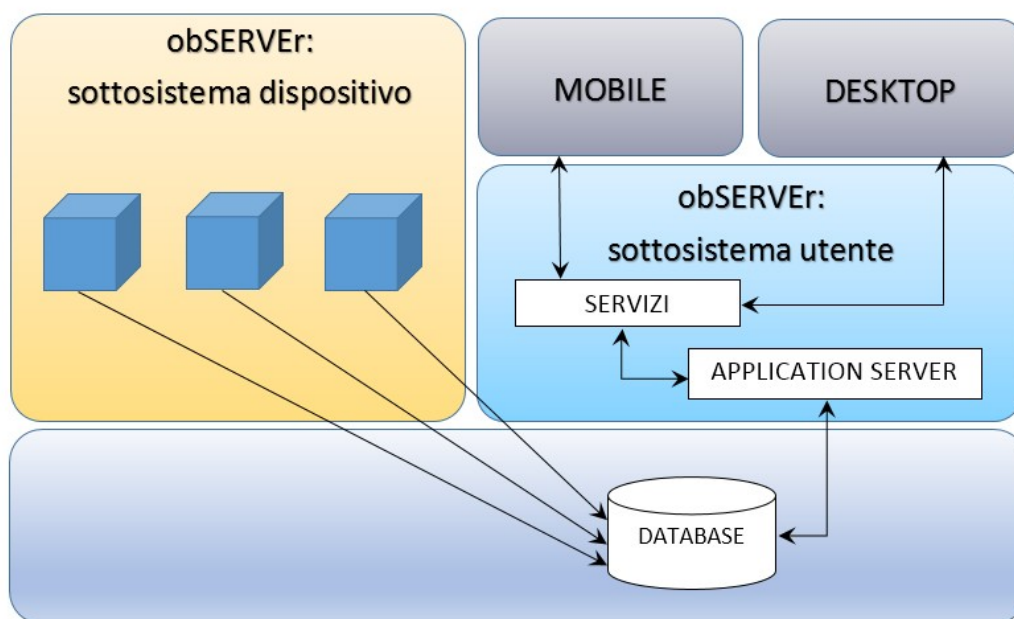 obSERVEr:
sottosistema dispositivo
MOBILE
DESKTOP
obSERVEr:
sottosistema utente
SERVIZI
APPLICATION SERVER
DATABASE